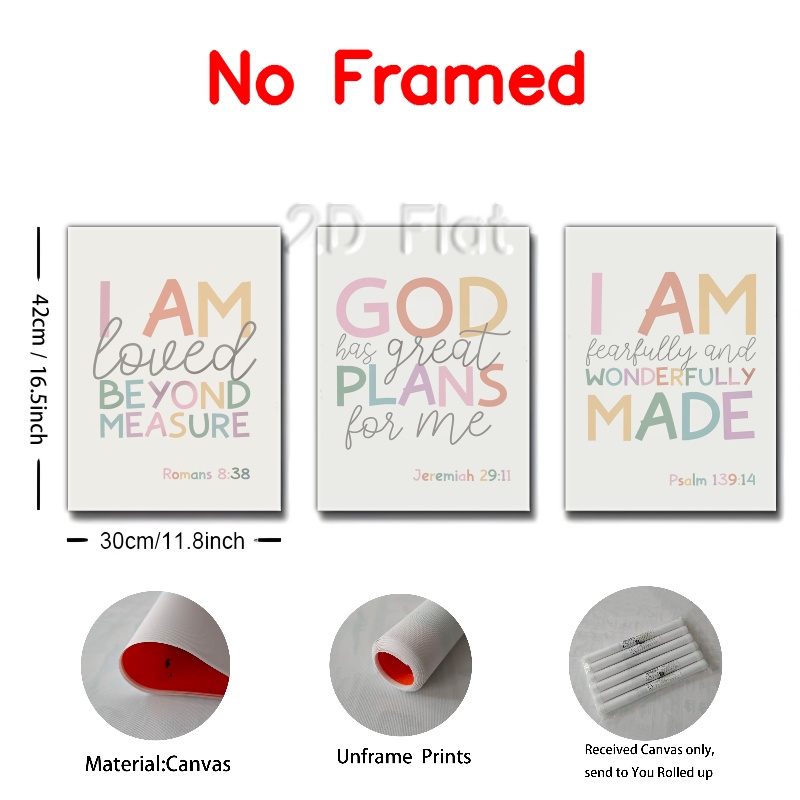 No Framed
2D Flat
I AM
loved
BEYOND
MEASURE
Romans 8:38
GOD
has great
PLANS
for me
Jeremiah 29:11
I AM
fearfully and
WONDERFULLY
MADE
Psalm 139:14
42cm / 16.5inch
30cm/11.8inch
Material:Canvas
Unframe Prints
Received Canvas only,
send to You Rolled up